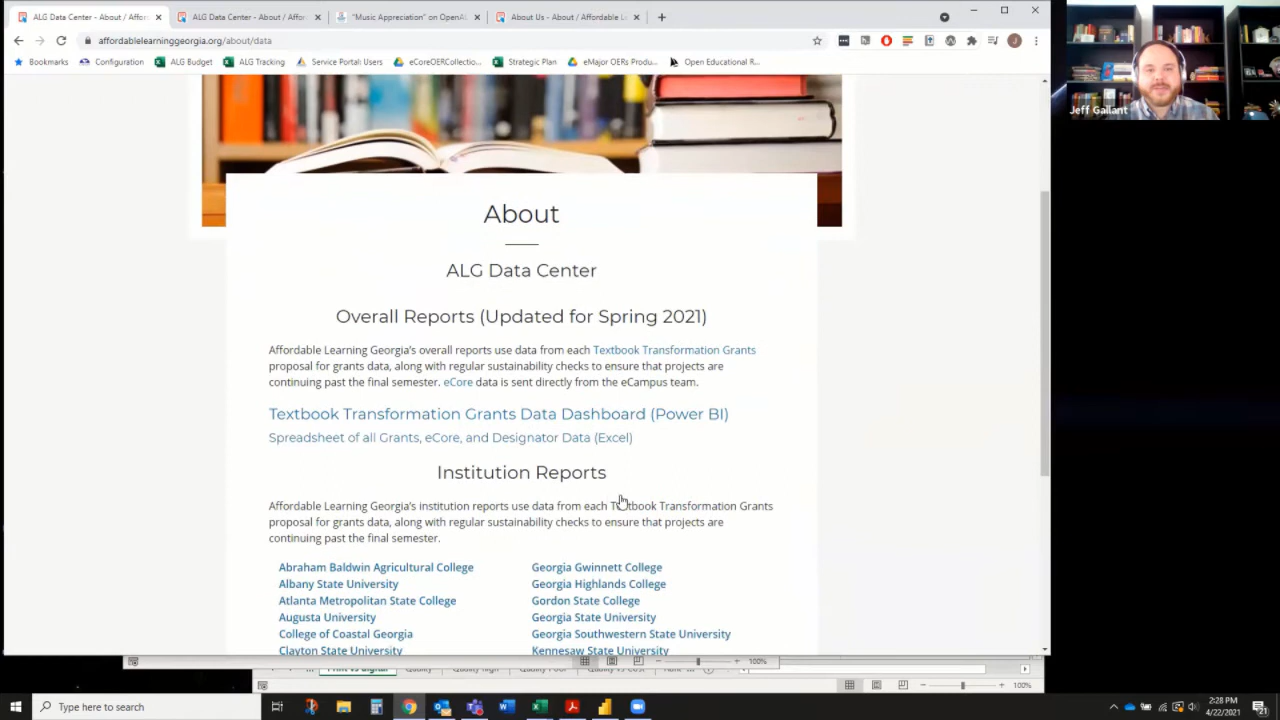 ALG Data Center - About / Affor
ALG Data Center - About / Affor
"Music Appreciation" on OpenAL
About Us - About / Affordable Le
affordablelearninggeorgia.org/about/data
J
Bookmarks
Configuration
ALG Budget
ALG Tracking
Service Portal: Users
eCoreOERCollectio...
Strategic Plan
eMajor OERs Produ...
Open Educational R...
Jeff Gallant
About
ALG Data Center
Overall Reports (Updated for Spring 2021)
Affordable Learning Georgia's overall reports use data from each Textbook Transformation Grants
proposal for grants data, along with regular sustainability checks to ensure that projects are
continuing past the final semester. eCore data is sent directly from the eCampus team.
Textbook Transformation Grants Data Dashboard (Power BI)
Spreadsheet of all Grants, eCore, and Designator Data (Excel)
Institution Reports
Affordable Learning Georgia's institution reports use data from each Textbook Transformation Grants
proposal for grants data, along with regular sustainability checks to ensure that projects are
continuing past the final semester.
Abraham Baldwin Agricultural College
Albany State University
Atlanta Metropolitan State College
Augusta University
College of Coastal Georgia
Clayton State University
Georgia Gwinnett College
Georgia Highlands College
Gordon State College
Georgia State University
Georgia Southwestern State University
Kennesaw State University
100%
100%
Type here to search
2:28 PM
4/22/2021
21